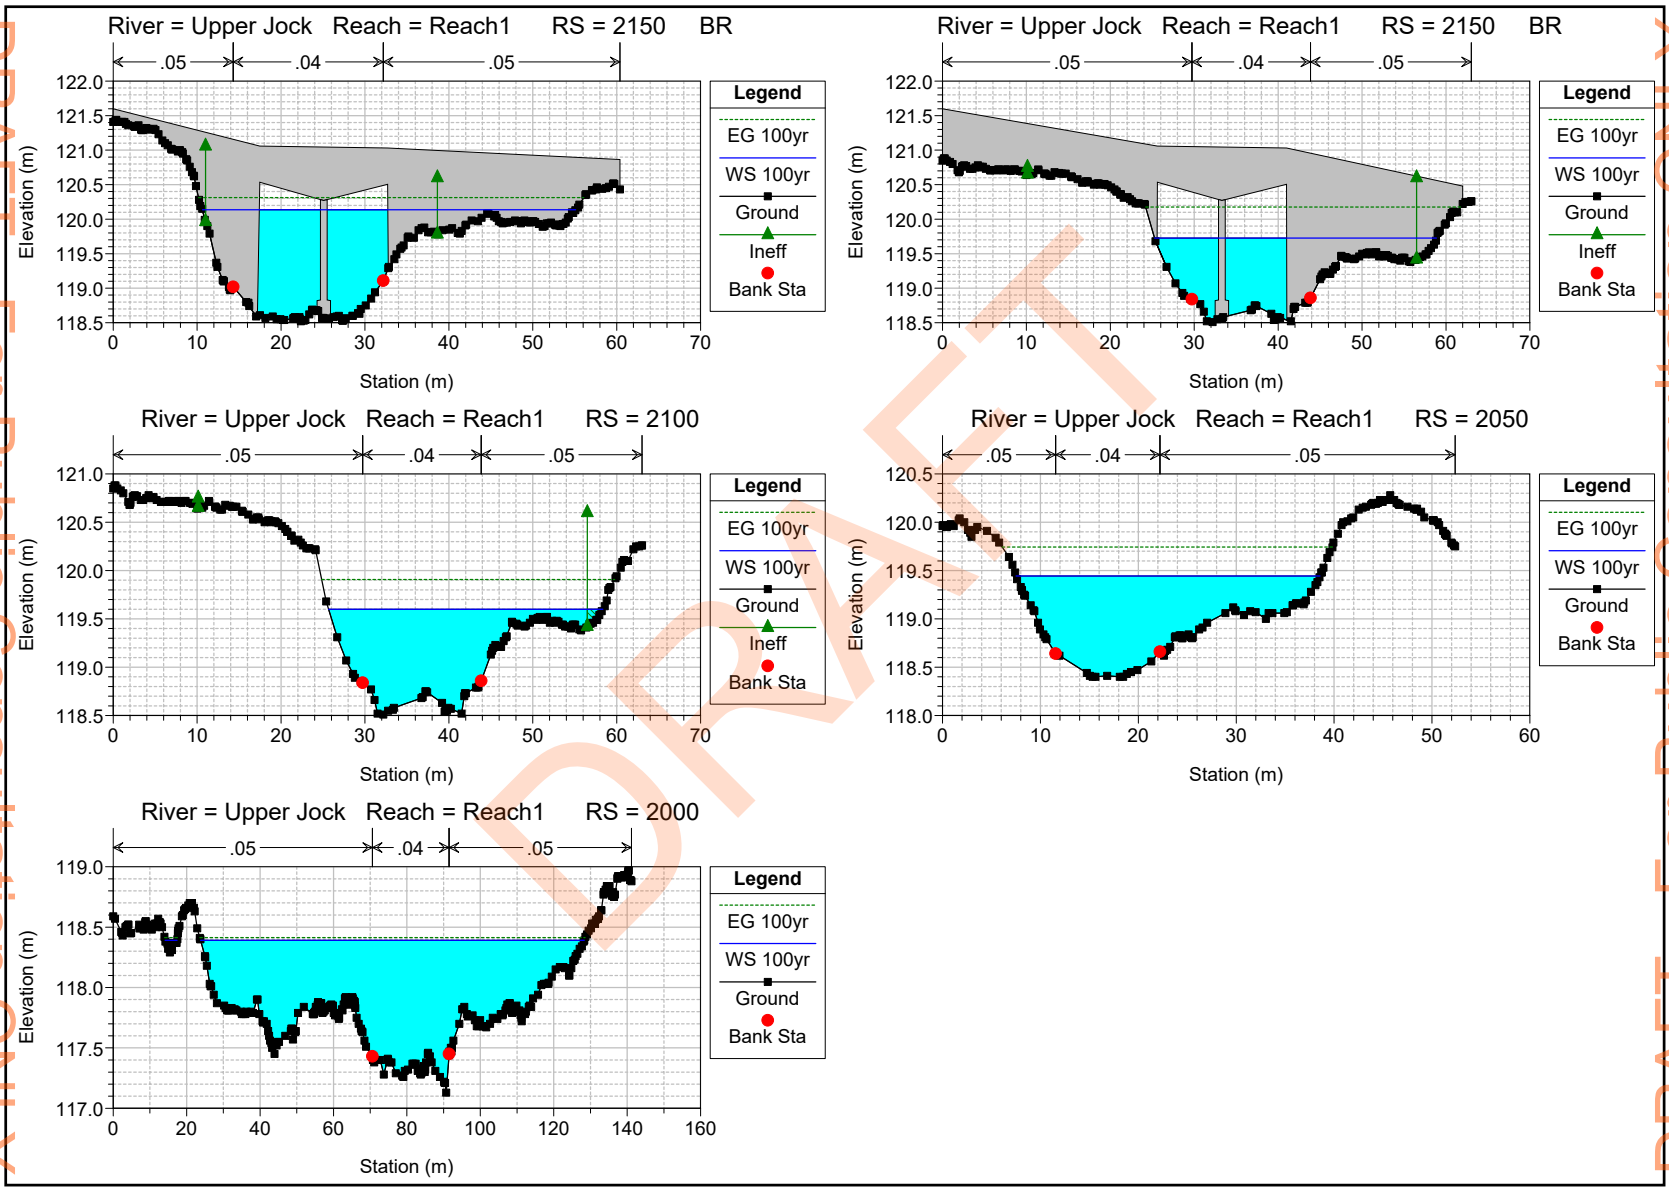 River = Upper Jock Reach = Reach1 RS = 2150 BR
.05 .04 .05
122.0
121.5
121.0
120.5
120.0
119.5
119.0
118.5
0 10 20 30 40 50 60 70
Elevation (m)
Station (m)
Legend
EG 100yr
WS 100yr
Ground
Ineff
Bank Sta
River = Upper Jock Reach = Reach1 RS = 2150 BR
.05 .04 .05
122.0
121.5
121.0
120.5
120.0
119.5
119.0
118.5
0 10 20 30 40 50 60 70
Elevation (m)
Station (m)
Legend
EG 100yr
WS 100yr
Ground
Ineff
Bank Sta
River = Upper Jock Reach = Reach1 RS = 2100
.05 .04 .05
121.0
120.5
120.0
119.5
119.0
118.5
0 10 20 30 40 50 60 70
Elevation (m)
Station (m)
Legend
EG 100yr
WS 100yr
Ground
Ineff
Bank Sta
River = Upper Jock Reach = Reach1 RS = 2050
.05 .04 .05
120.5
120.0
119.5
119.0
118.5
118.0
0 10 20 30 40 50 60
Elevation (m)
Station (m)
Legend
EG 100yr
WS 100yr
Ground
Bank Sta
River = Upper Jock Reach = Reach1 RS = 2000
.05 .04 .05
119.0
118.5
118.0
117.5
117.0
0 20 40 60 80 100 120 140 160
Elevation (m)
Station (m)
Legend
EG 100yr
WS 100yr
Ground
Bank Sta
DRAFT